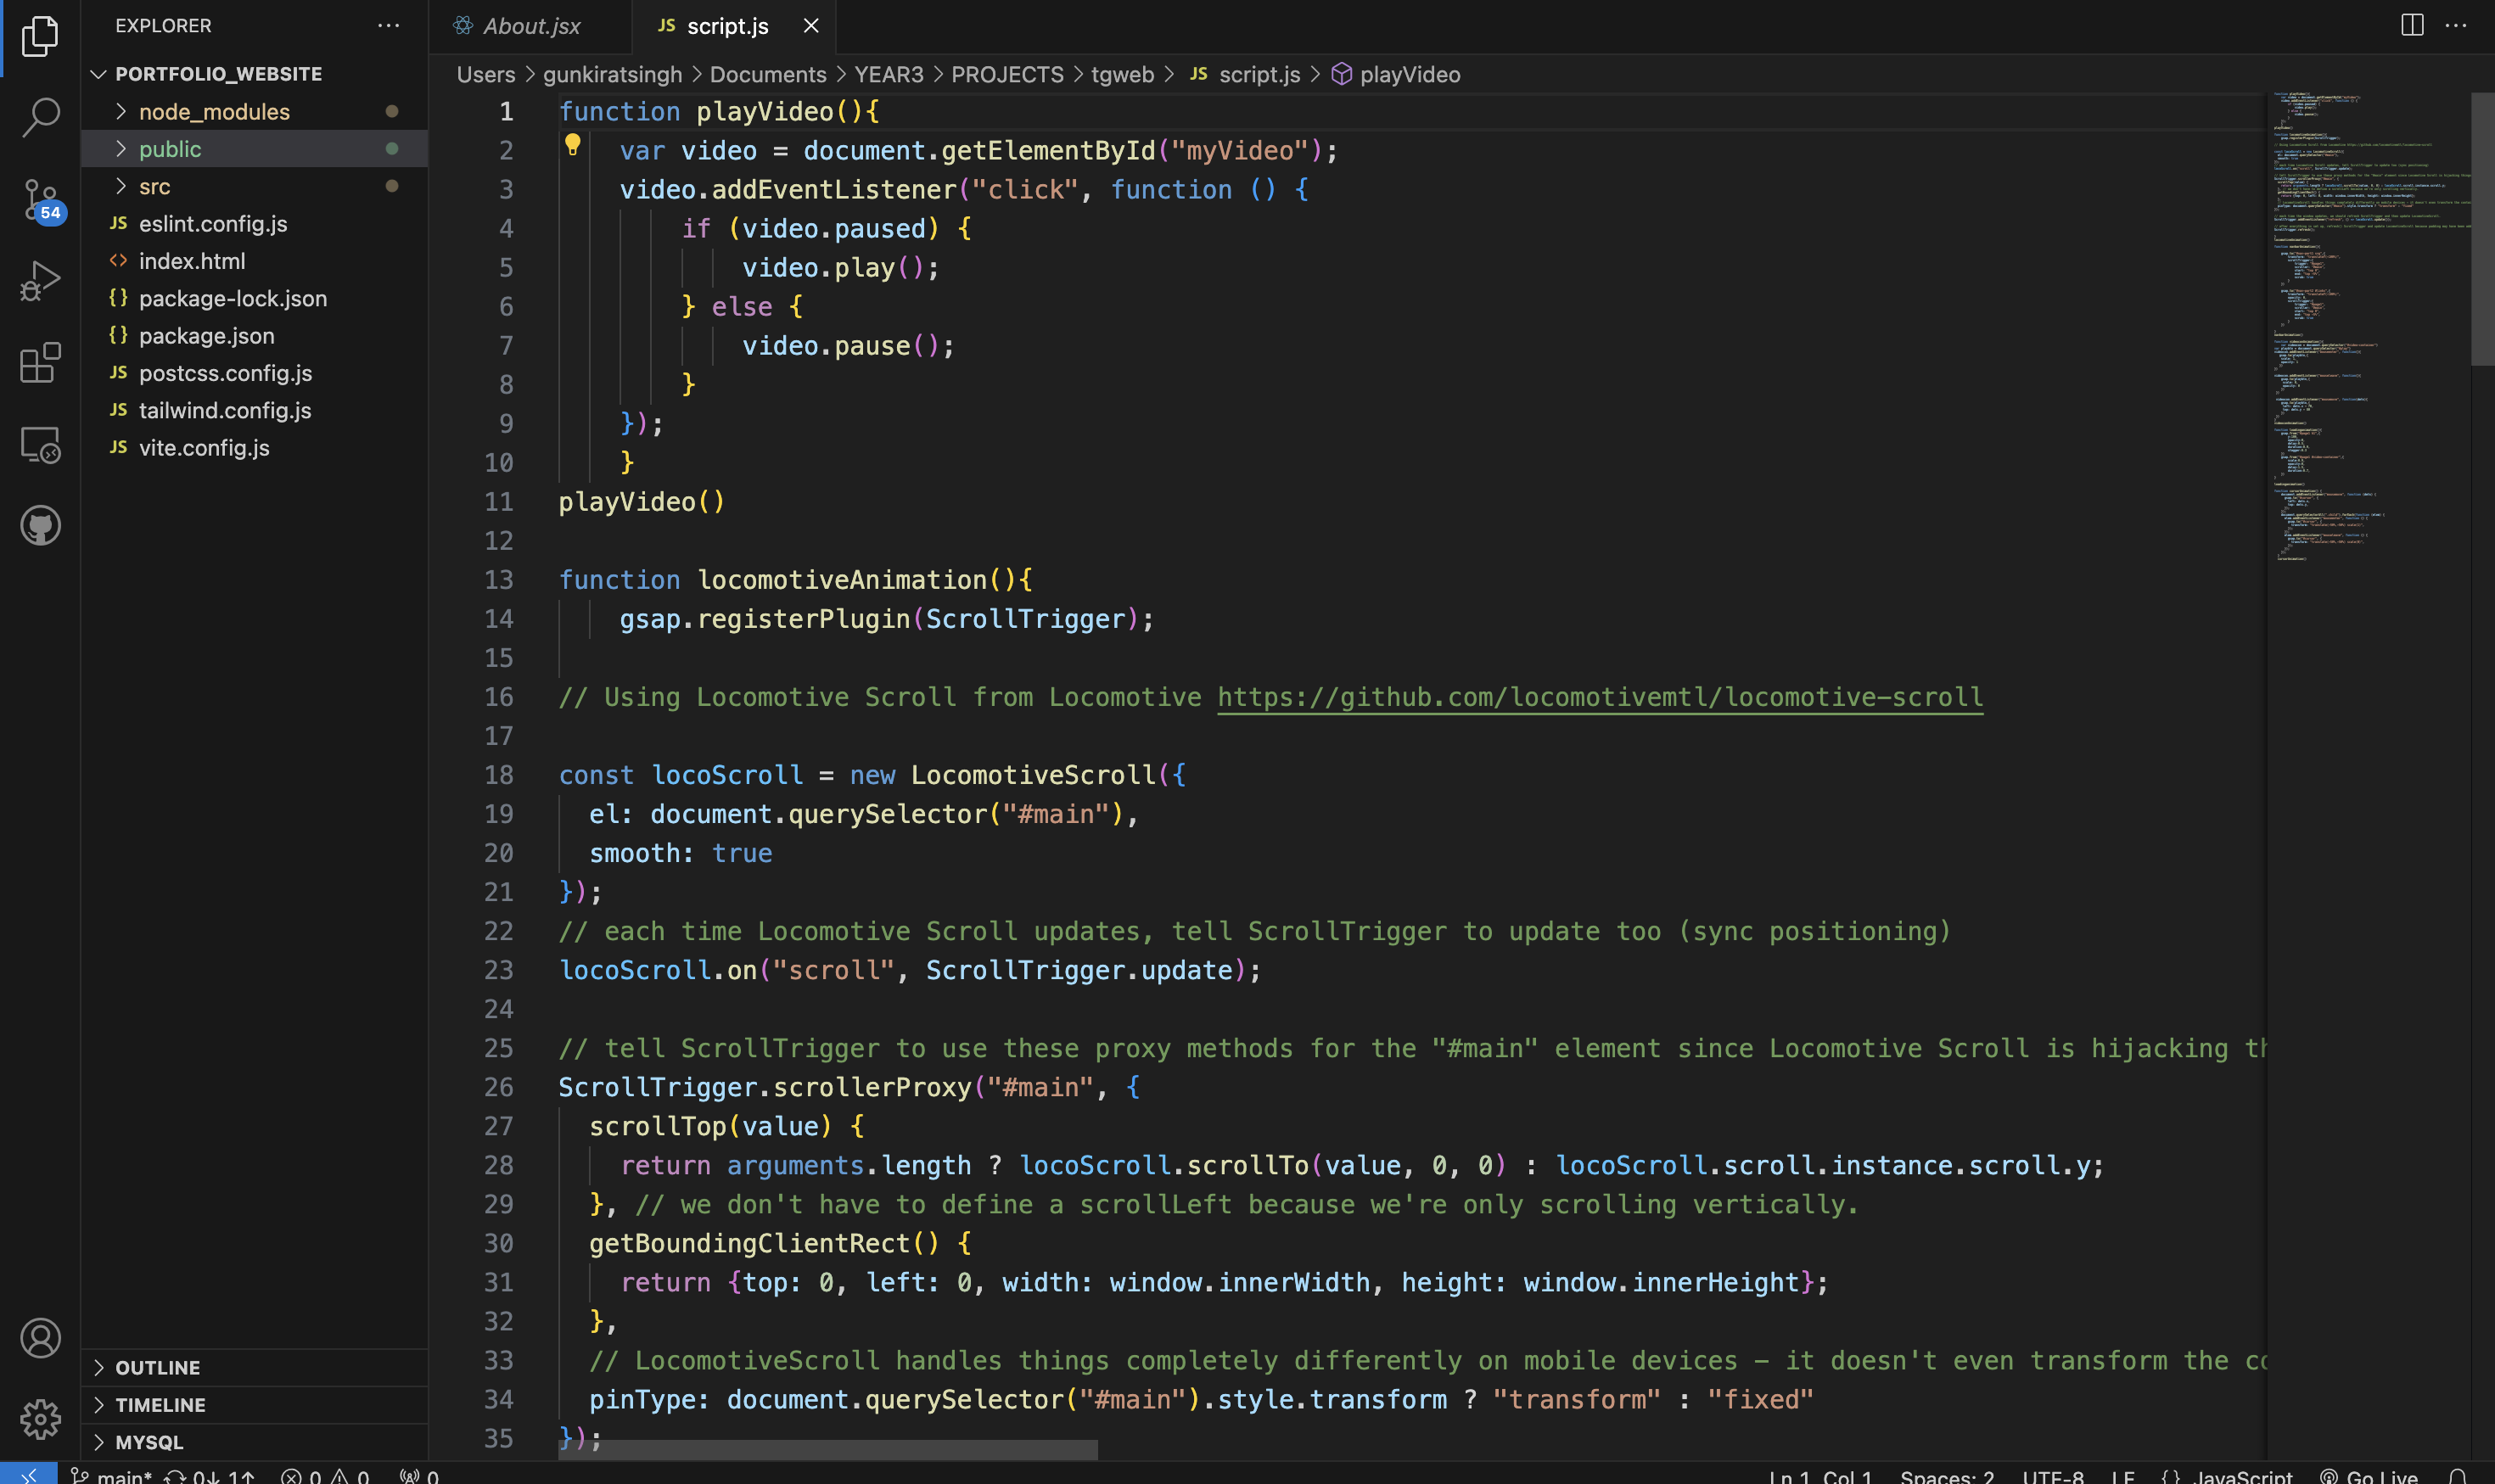 EXPLORER
PORTFOLIO_WEBSITE
node_modules
public
src
JS eslint.config.js
<> index.html
{} package-lock.json
{} package.json
JS postcss.config.js
JS tailwind.config.js
JS vite.config.js
54
OUTLINE
TIMELINE
MYSQL
About.jsx
JS script.js
Users > gunkiratsingh > Documents > YEAR3 > PROJECTS > tgweb > JS script.js > playVideo
1 function playVideo(){
2 var video = document.getElementById("myVideo");
3 video.addEventListener("click", function () {
4 if (video.paused) {
5 video.play();
6 } else {
7 video.pause();
8 }
9 });
10 }
11 playVideo()
12
13 function locomotiveAnimation(){
14 gsap.registerPlugin(ScrollTrigger);
15
16 // Using Locomotive Scroll from Locomotive https://github.com/locomotivemtl/locomotive-scroll
17
18 const locoScroll = new LocomotiveScroll({
19 el: document.querySelector("#main"),
20 smooth: true
21 });
22 // each time Locomotive Scroll updates, tell ScrollTrigger to update too (sync positioning)
23 locoScroll.on("scroll", ScrollTrigger.update);
24
25 // tell ScrollTrigger to use these proxy methods for the "#main" element since Locomotive Scroll is hijacking th
26 ScrollTrigger.scrollerProxy("#main", {
27 scrollTop(value) {
28 return arguments.length ? locoScroll.scrollTo(value, 0, 0) : locoScroll.scroll.instance.scroll.y;
29 }, // we don't have to define a scrollLeft because we're only scrolling vertically.
30 getBoundingClientRect() {
31 return {top: 0, left: 0, width: window.innerWidth, height: window.innerHeight};
32 },
33 // LocomotiveScroll handles things completely differently on mobile devices – it doesn't even transform the co
34 pinType: document.querySelector("#main").style.transform ? "transform" : "fixed"
35 });
main* 0↓ 1↑ 0 0 0
Ln 1, Col 1 Spaces: 2 UTF-8 LF {} JavaScript Go Live